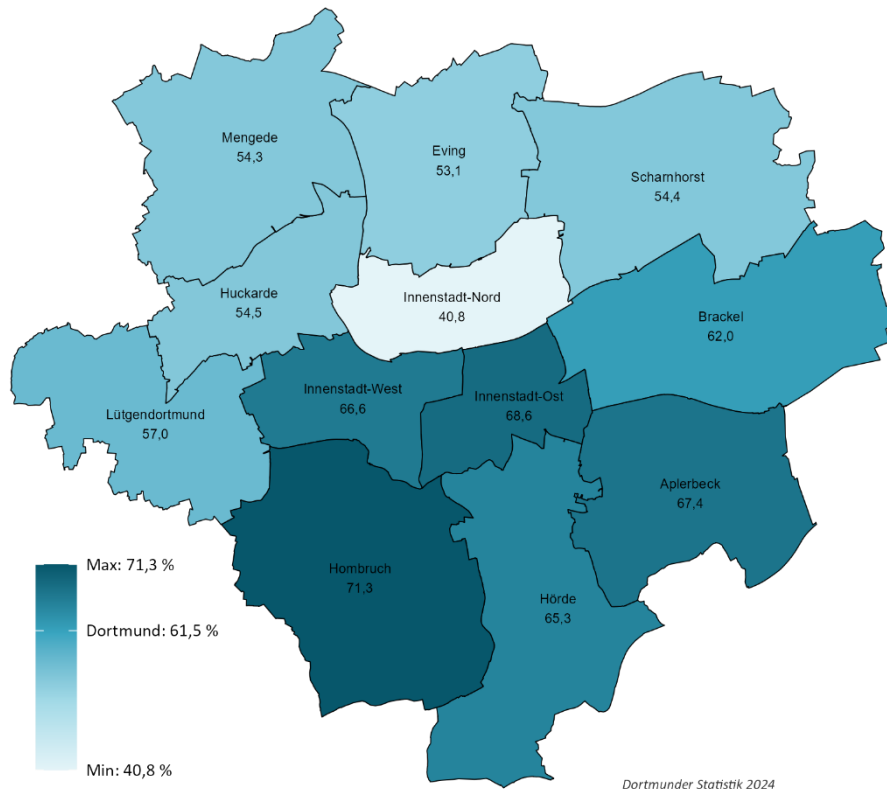 Mengede
54,3
Eving
53,1
Scharnhorst
54,4
Huckarde
54,5
Innenstadt-Nord
40,8
Brackel
62,0
Lütgendortmund
57,0
Innenstadt-West
66,6
Innenstadt-Ost
68,6
Aplerbeck
67,4
Hombruch
71,3
Hörde
65,3
Max: 71,3 %
Dortmund: 61,5 %
Min: 40,8 %
Dortmunder Statistik 2024